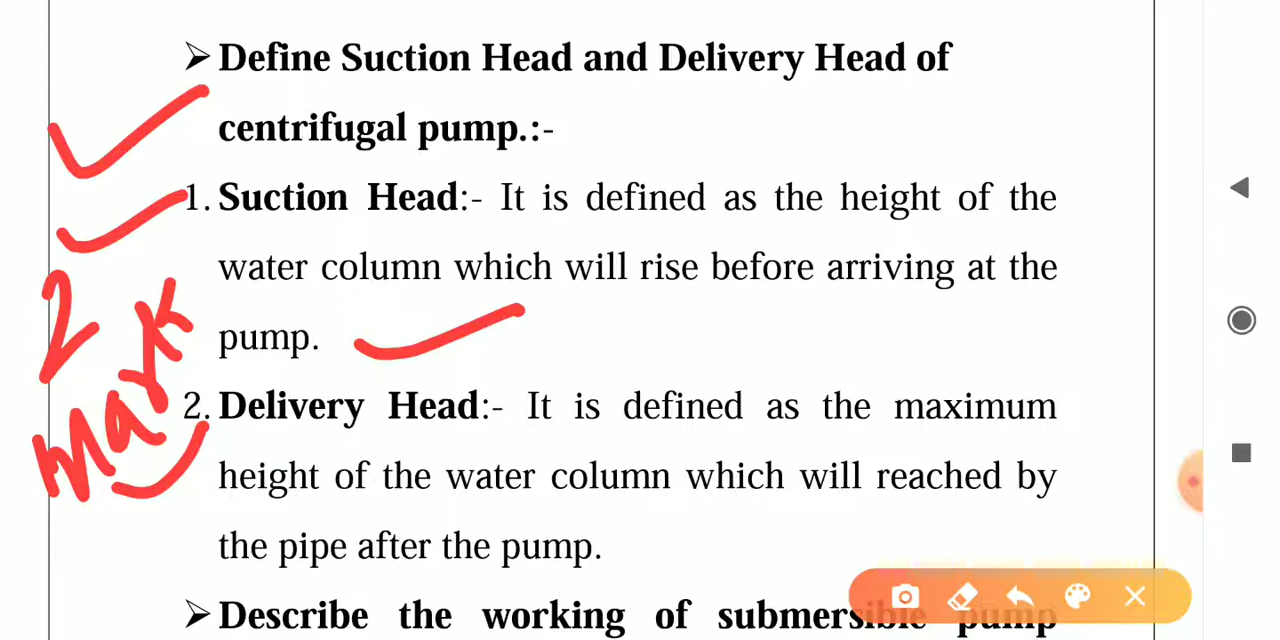 ➢ Define Suction Head and Delivery Head of
centrifugal pump.:-
1. Suction Head:- It is defined as the height of the
water column which will rise before arriving at the
pump.
2 Mark
2. Delivery Head:- It is defined as the maximum
height of the water column which will reached by
the pipe after the pump.
➢ Describe the working of submersible pump